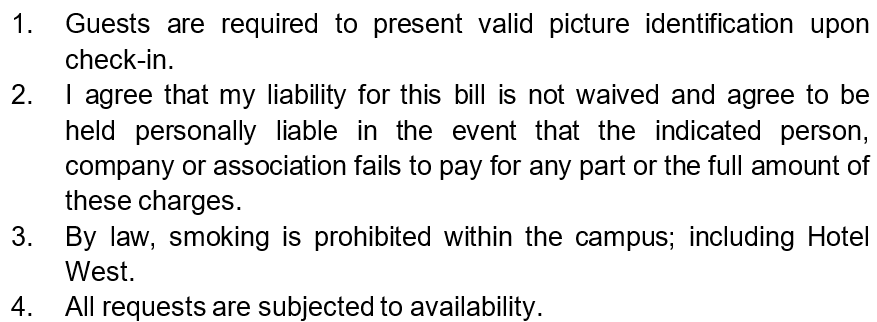 1. Guests are required to present valid picture identification upon
check-in.
2. I agree that my liability for this bill is not waived and agree to be
held personally liable in the event that the indicated person,
company or association fails to pay for any part or the full amount of
these charges.
3. By law, smoking is prohibited within the campus; including Hotel
West.
4. All requests are subjected to availability.